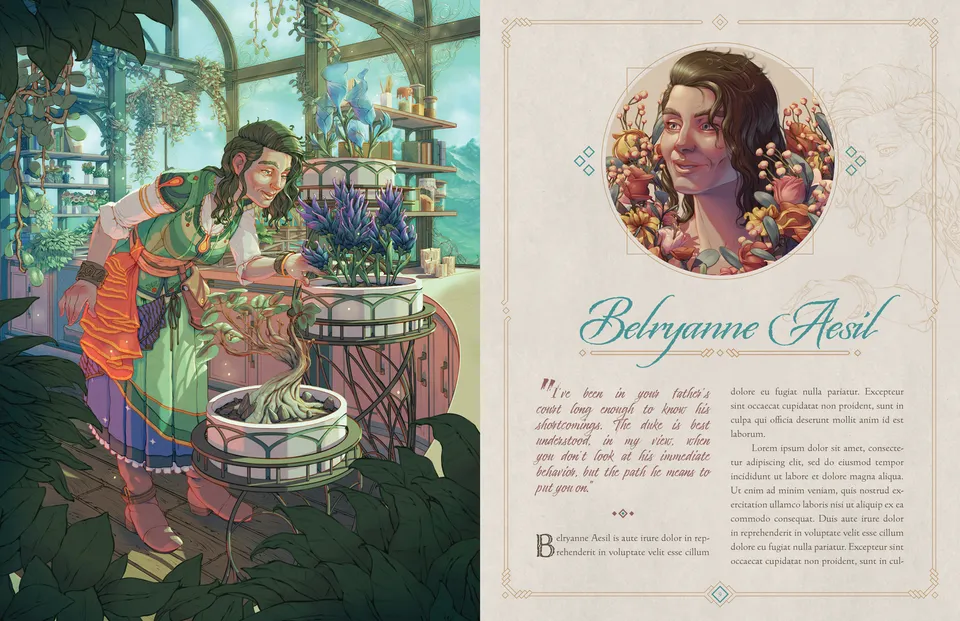 Belryanne Aesil
"I've been in your father's
court long enough to know his
shortcomings. The duke is best
understood, in my view, when
you don't look at his immediate
behavior, but the path he means to
put you on."
Belryanne Aesil is aute irure dolor in rep-
rehenderit in voluptate velit esse cillum
dolore eu fugiat nulla pariatur. Excepteur
sint occaecat cupidatat non proident, sunt in
culpa qui officia deserunt mollit anim id est
laborum.
Lorem ipsum dolor sit amet, consecte-
tur adipiscing elit, sed do eiusmod tempor
incididunt ut labore et dolore magna aliqua.
Ut enim ad minim veniam, quis nostrud ex-
ercitation ullamco laboris nisi ut aliquip ex ea
commodo consequat. Duis aute irure dolor
in reprehenderit in voluptate velit esse cillum
dolore eu fugiat nulla pariatur. Excepteur sint
occaecat cupidatat non proident, sunt in cul-